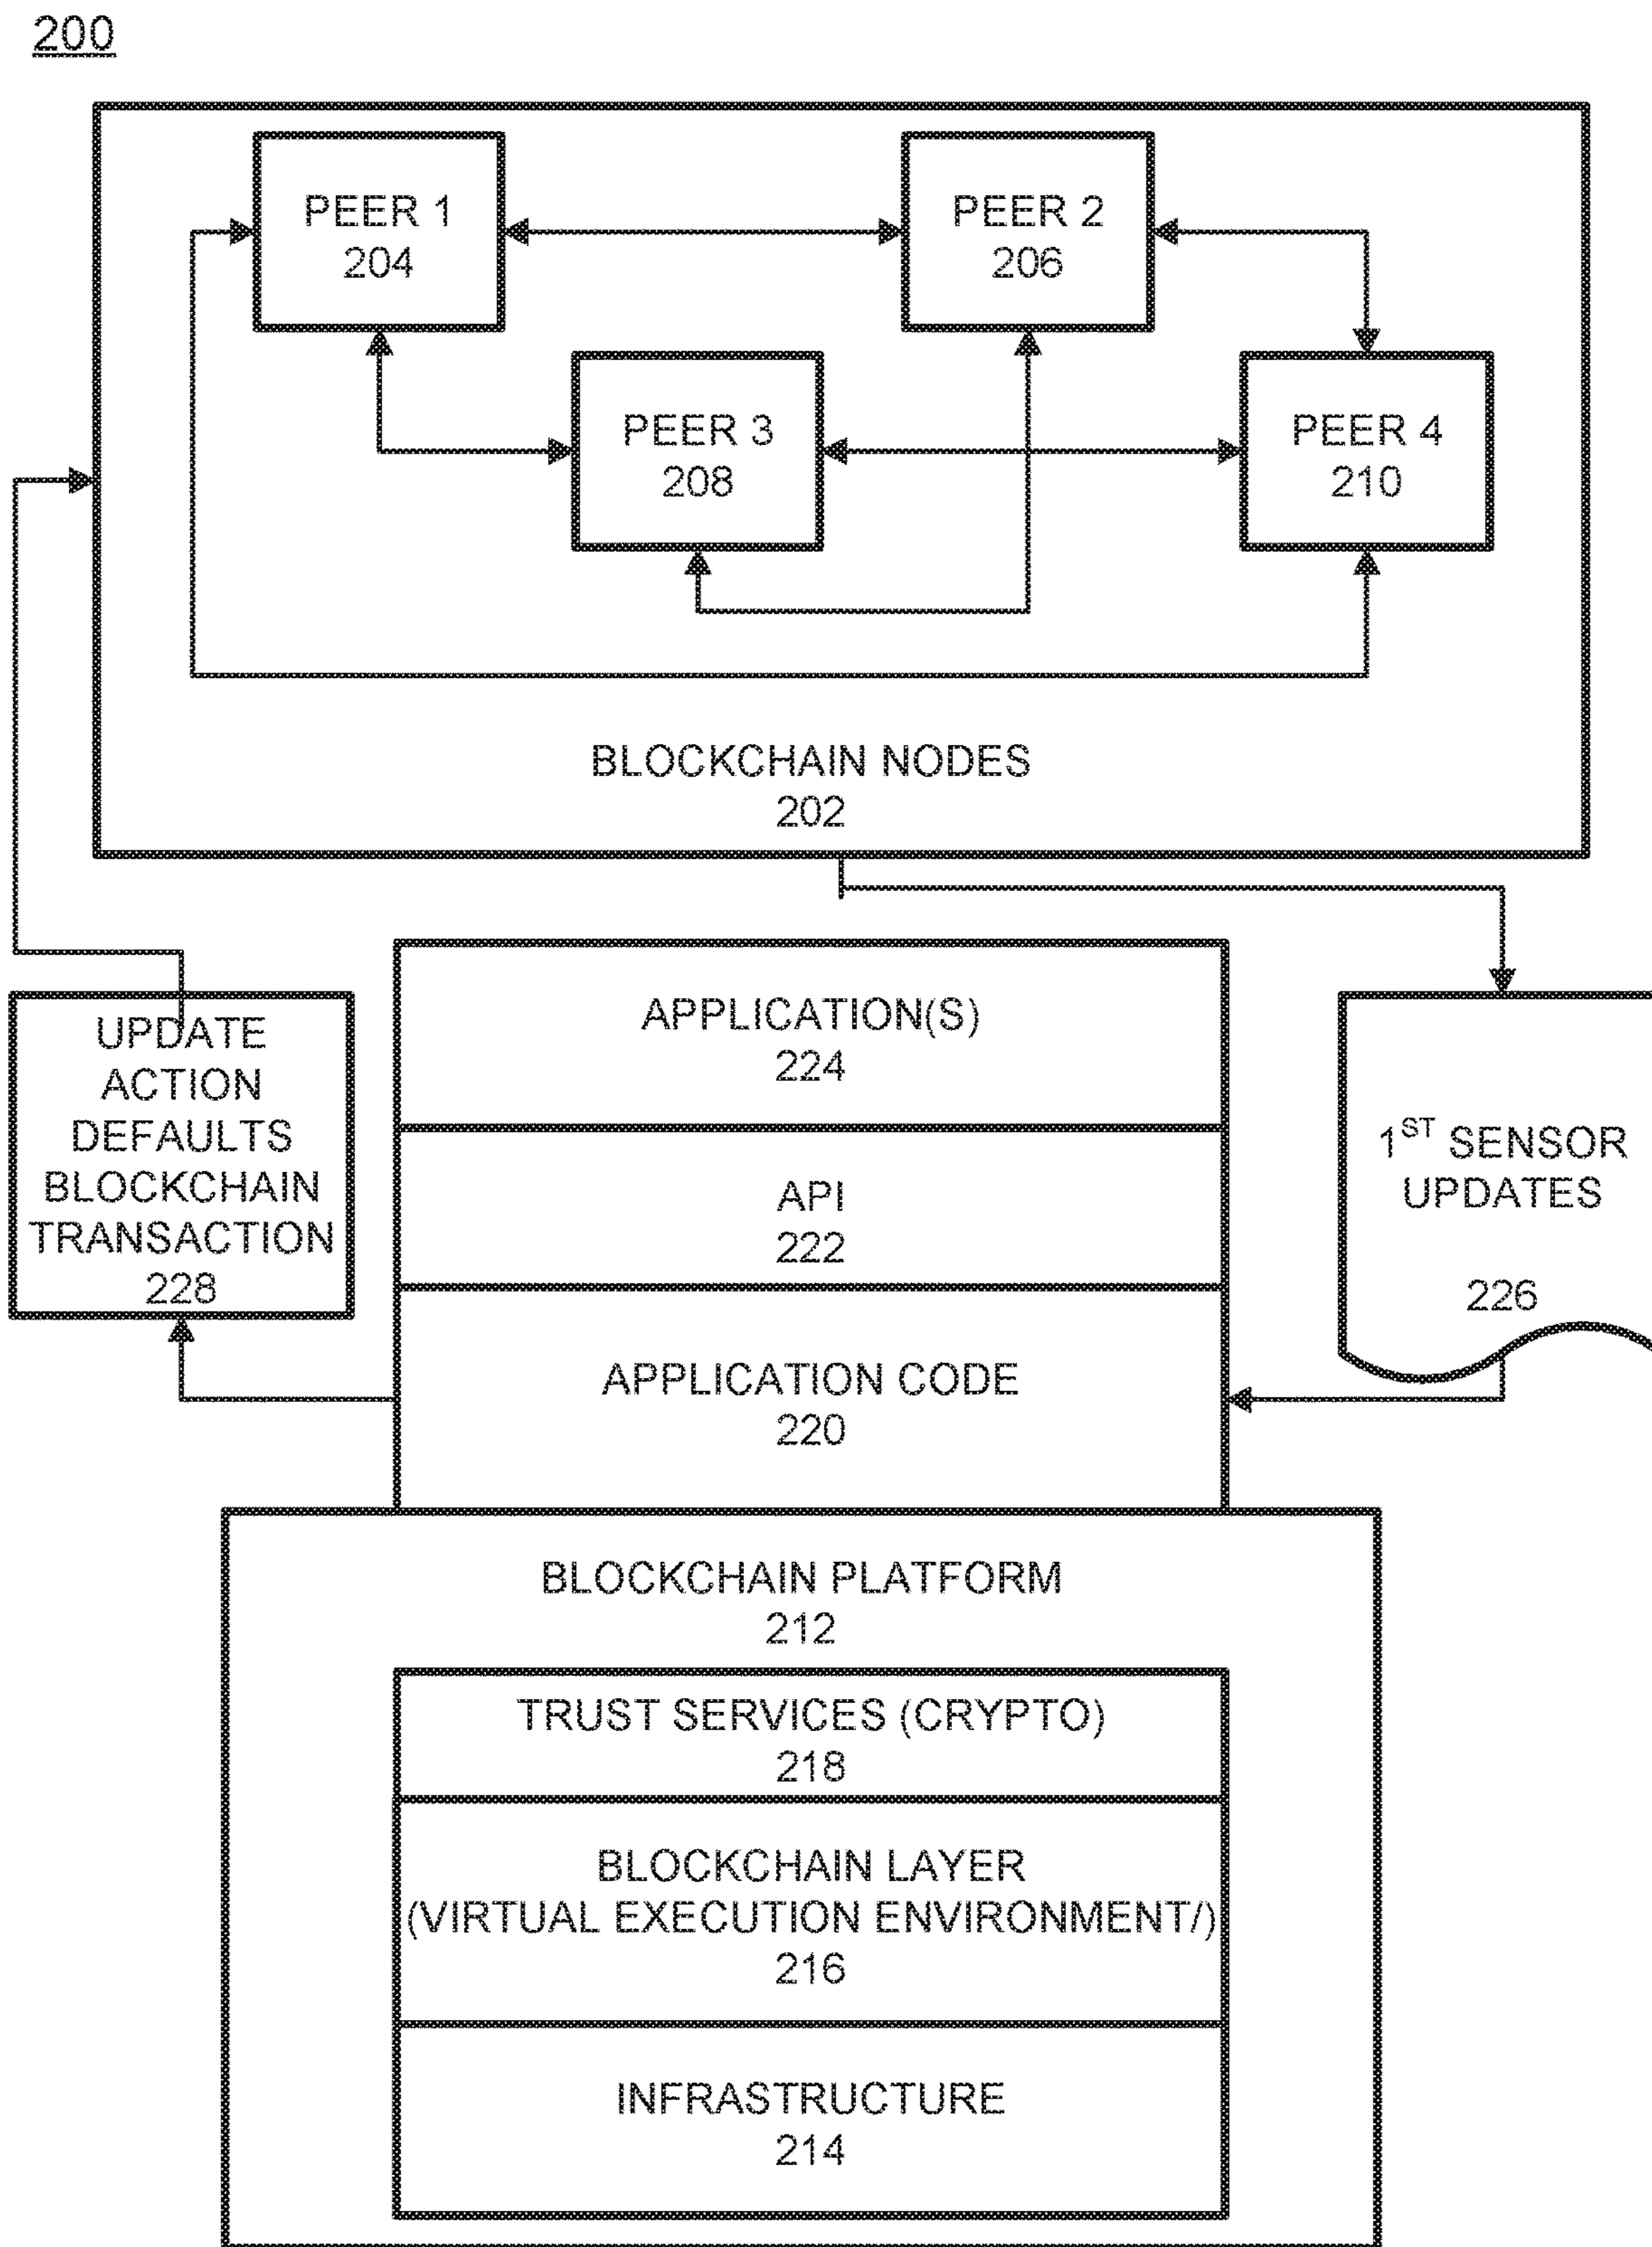 200
PEER 1
204
PEER 2
206
PEER 3
208
PEER 4
210
BLOCKCHAIN NODES
202
APPLICATION(S)
224
UPDATE
ACTION
DEFAULTS
BLOCKCHAIN
TRANSACTION
228
API
222
1ST SENSOR
UPDATES
226
APPLICATION CODE
220
BLOCKCHAIN PLATFORM
212
TRUST SERVICES (CRYPTO)
218
BLOCKCHAIN LAYER
(VIRTUAL EXECUTION ENVIRONMENT/)
216
INFRASTRUCTURE
214